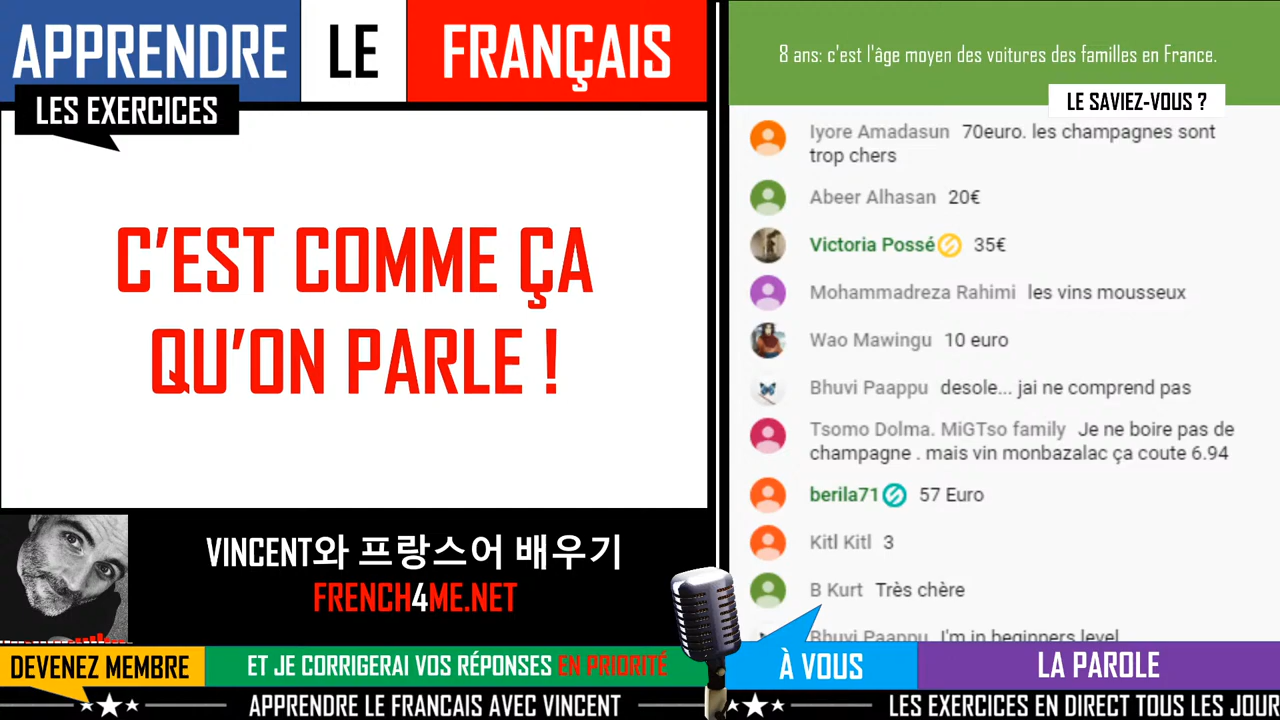 APPRENDRE LE FRANÇAIS
LES EXERCICES
C'EST COMME ÇA
QU'ON PARLE !
VINCENT와 프랑스어 배우기
FRENCH4ME.NET
DEVENEZ MEMBRE
ET JE CORRIGERAI VOS RÉPONSES EN PRIORITÉ
APPRENDRE LE FRANCAIS AVEC VINCENT
8 ans: c'est l'âge moyen des voitures des familles en France.
LE SAVIEZ-VOUS ?
Iyore Amadasun 70euro. les champagnes sont
trop chers
Abeer Alhasan 20€
Victoria Possé 35€
Mohammadreza Rahimi les vins mousseux
Wao Mawingu 10 euro
Bhuvi Paappu desole... jai ne comprend pas
Tsomo Dolma. MiGTso family Je ne boire pas de
champagne . mais vin monbazalac ça coute 6.94
berila71 57 Euro
Kitl Kitl 3
B Kurt Très chère
Bhuvi Paappu I'm in beginners level
À VOUS LA PAROLE
LES EXERCICES EN DIRECT TOUS LES JOUR